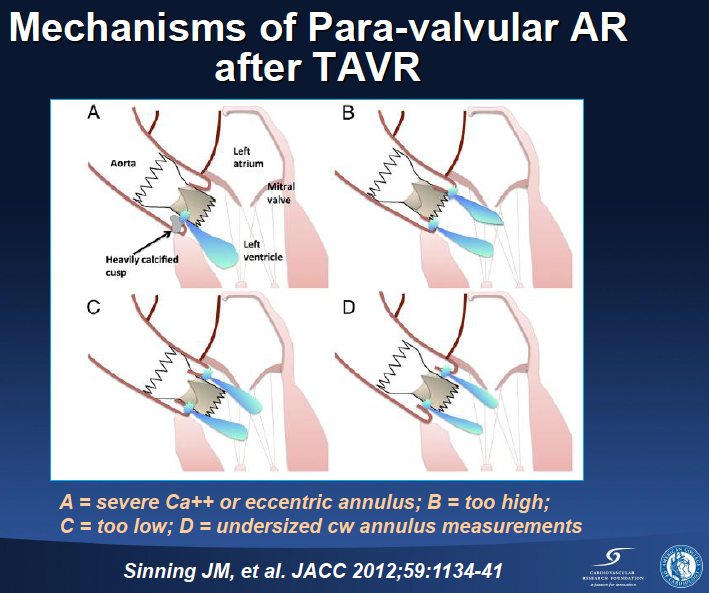 Mechanisms of Para-valvular AR
after TAVR
A
Aorta
Left
atrium
Mitral
valve
Heavily calcified
cusp
Left
ventricle
B
C
D
A = severe Ca++ or eccentric annulus; B = too high;
C = too low; D = undersized cw annulus measurements
Sinning JM, et al. JACC 2012;59:1134-41
CARDIOVASCULAR
RESEARCH FOUNDATION